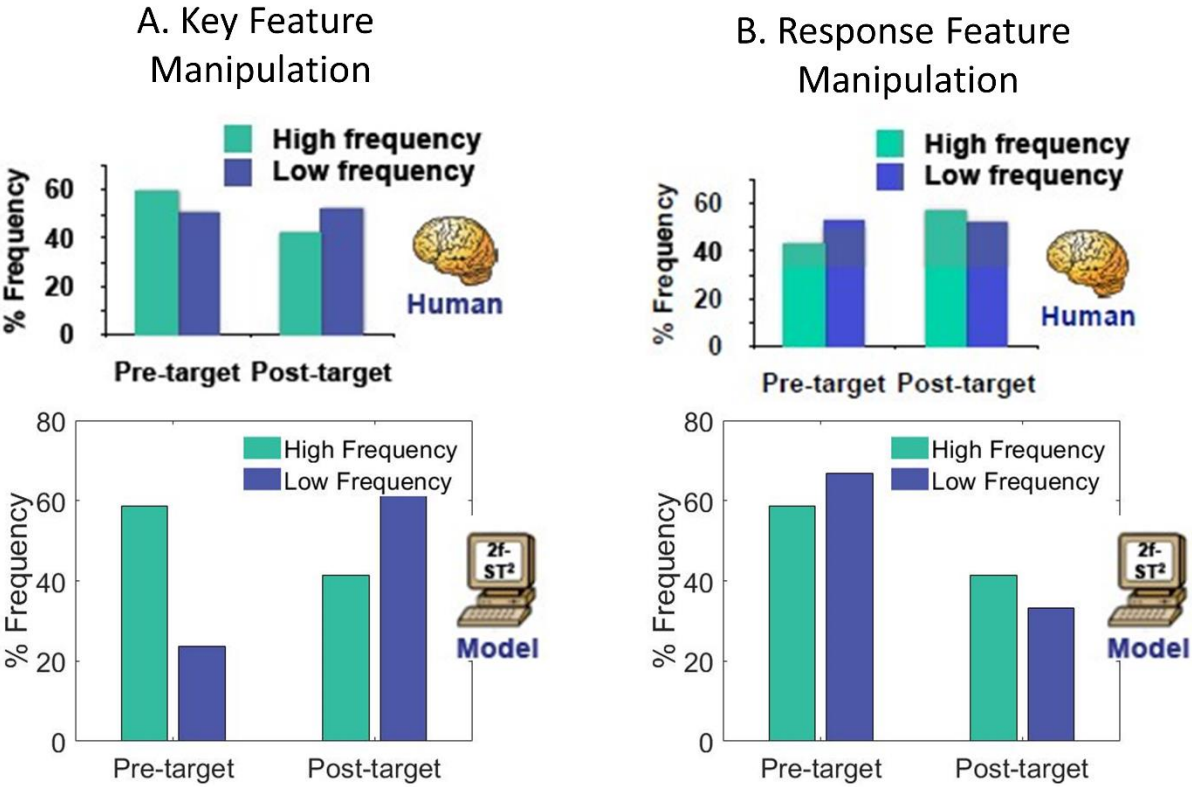 A. Key Feature
Manipulation
High frequency
Low frequency
% Frequency
60
40
20
0
Pre-target Post-target
Human
80
60
40
20
0
% Frequency
High Frequency
Low Frequency
2f-
ST²
Model
Pre-target Post-target
B. Response Feature
Manipulation
High frequency
Low frequency
% Frequency
60
40
20
0
Pre-target Post-target
Human
80
60
40
20
0
% Frequency
High Frequency
Low Frequency
2f-
ST²
Model
Pre-target Post-target